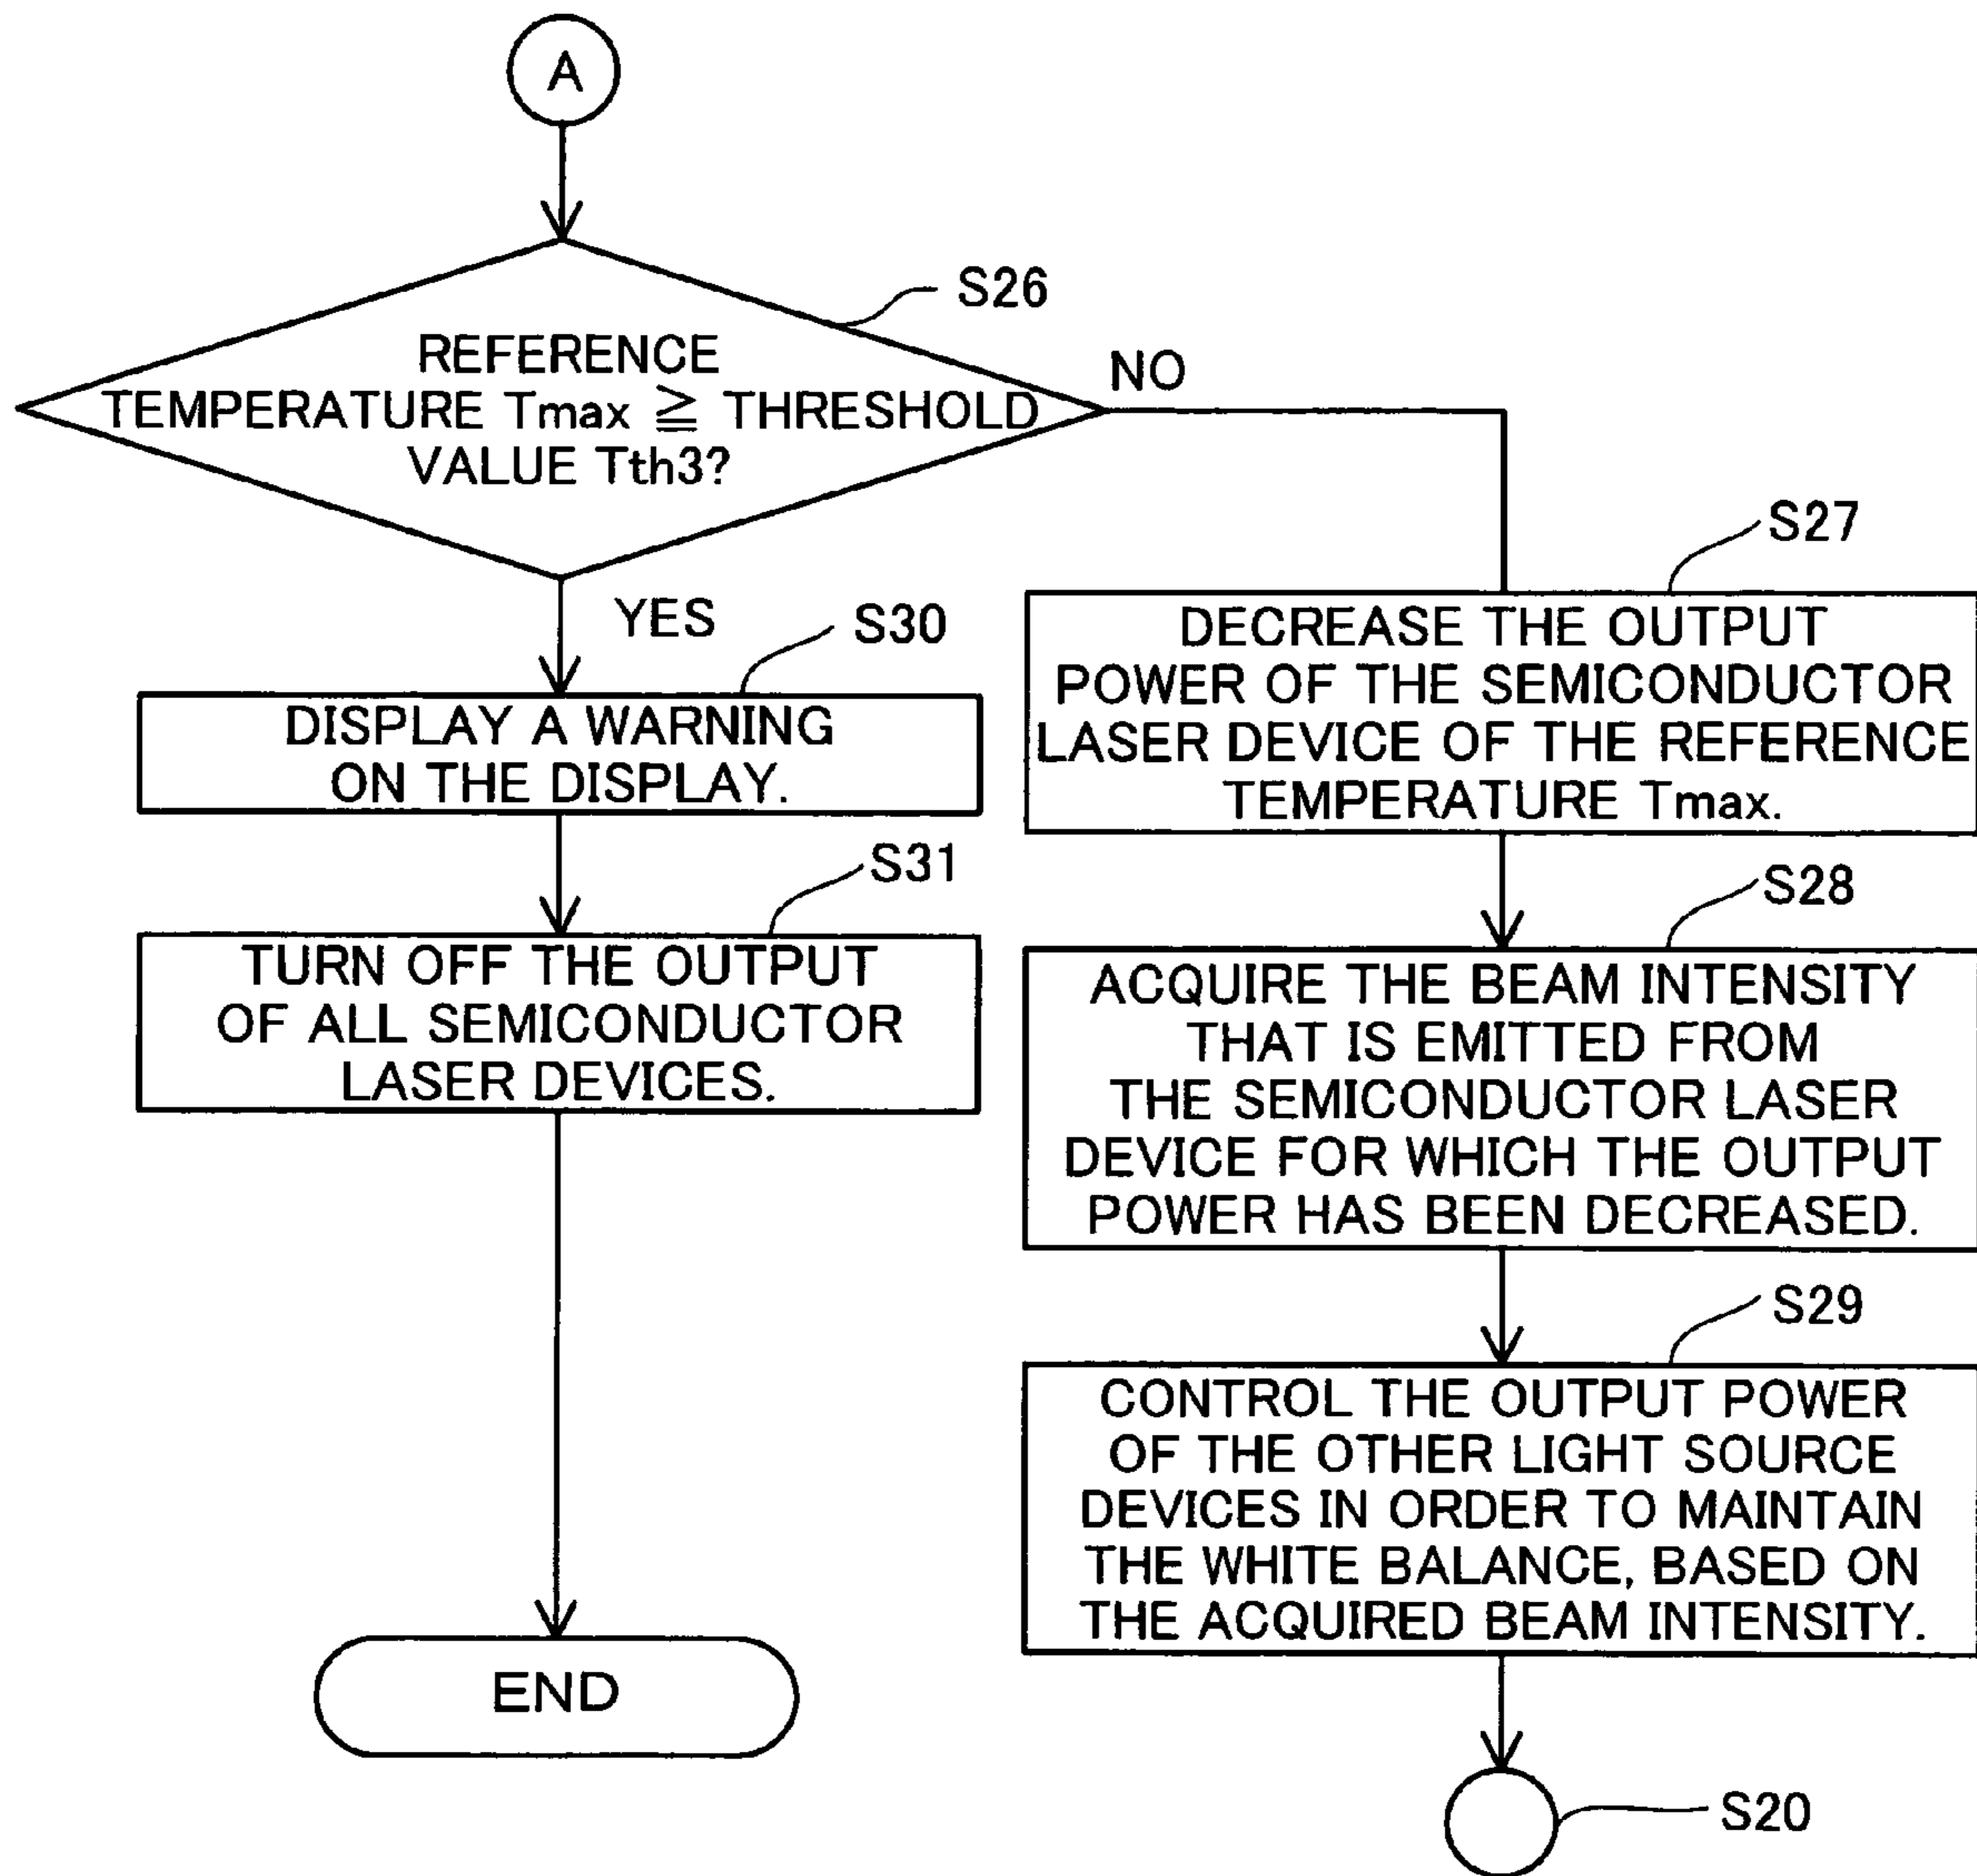 A
S26
REFERENCE
TEMPERATURE Tmax ≧ THRESHOLD
VALUE Tth3?
NO
YES
S30
DISPLAY A WARNING
ON THE DISPLAY.
S31
TURN OFF THE OUTPUT
OF ALL SEMICONDUCTOR
LASER DEVICES.
END
S27
DECREASE THE OUTPUT
POWER OF THE SEMICONDUCTOR
LASER DEVICE OF THE REFERENCE
TEMPERATURE Tmax.
S28
ACQUIRE THE BEAM INTENSITY
THAT IS EMITTED FROM
THE SEMICONDUCTOR LASER
DEVICE FOR WHICH THE OUTPUT
POWER HAS BEEN DECREASED.
S29
CONTROL THE OUTPUT POWER
OF THE OTHER LIGHT SOURCE
DEVICES IN ORDER TO MAINTAIN
THE WHITE BALANCE, BASED ON
THE ACQUIRED BEAM INTENSITY.
S20